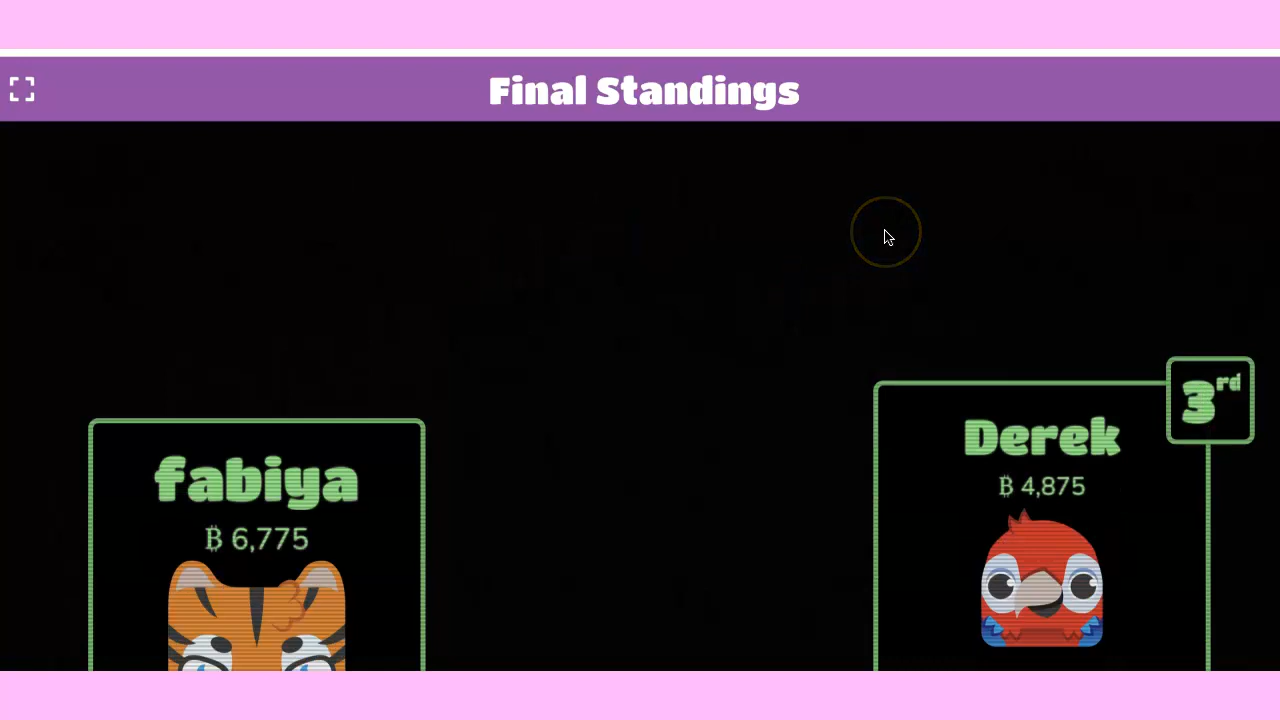 Final Standings
fabiya
₿ 6,775
3rd
Derek
₿ 4,875